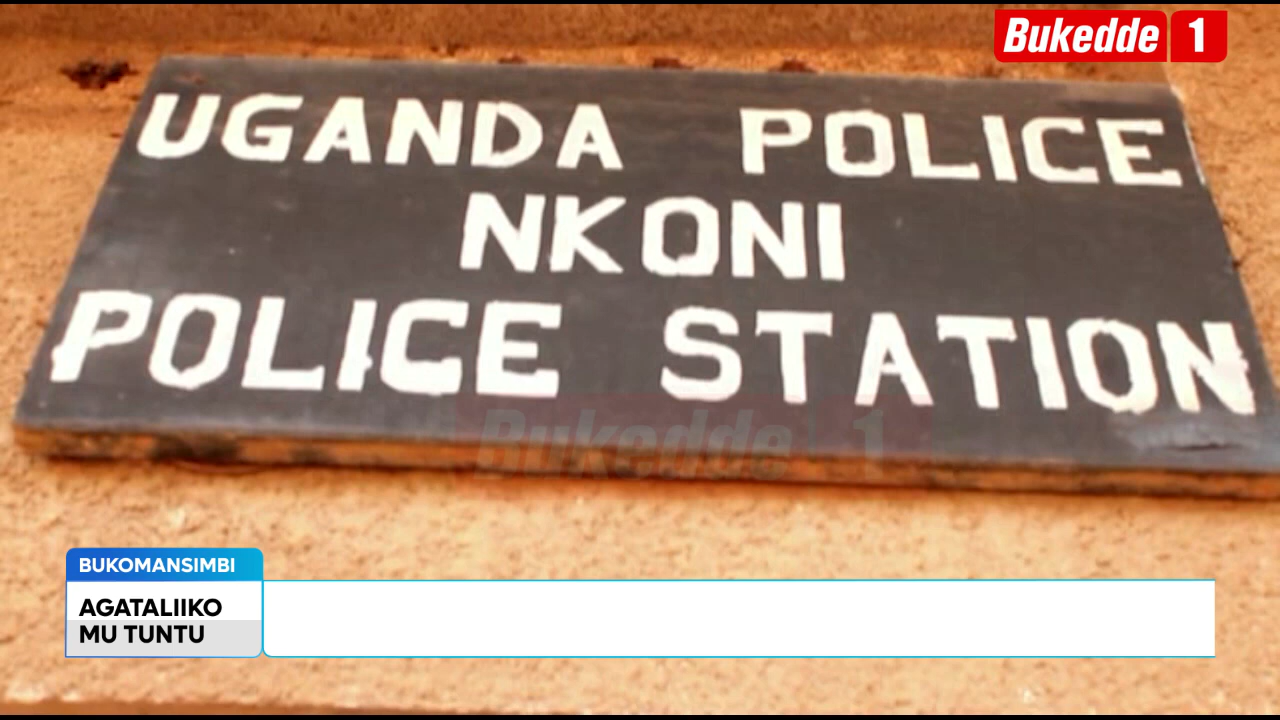 Bukedde 1
UGANDA POLICE
NKONI
POLICE STATION
Bukedde 1
BUKOMANSIMBI
AGATALIIKO
MU TUNTU